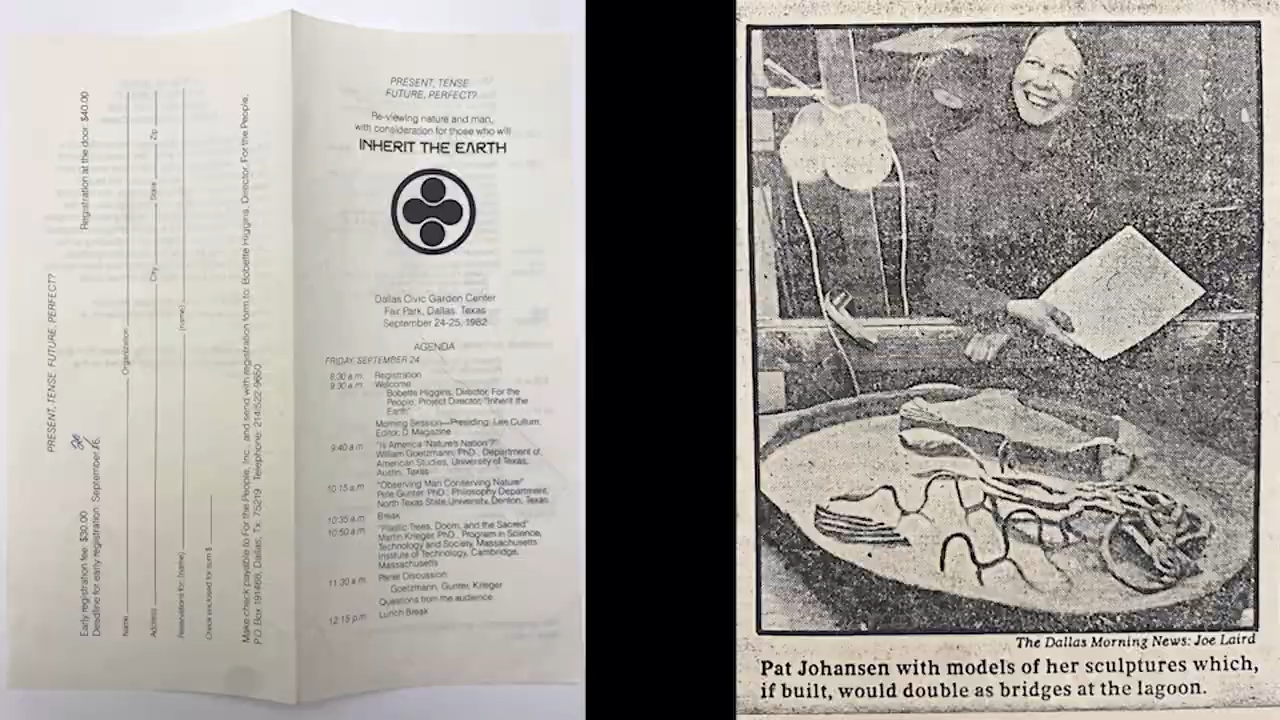 PRESENT, TENSE FUTURE, PERFECT?
Early registration fee: $30.00 Registration at the door: $40.00
Deadline for early registration: September
Name Organization
Address City State Zip
Reservations for: (name) (name)
Check enclosed for sum $
Make check payable to For the People, Inc., and send with registration form to: Bobette Higgins, Director, For the People,
P.O. Box 191468, Dallas, Tx. 75219 Telephone: 214/522-9650
PRESENT, TENSE
FUTURE, PERFECT?
Re-viewing nature and man,
with consideration for those who will
INHERIT THE EARTH
Dallas Civic Garden Center
Fair Park, Dallas, Texas
September 24-25, 1982
AGENDA
FRIDAY, SEPTEMBER 24
8:30 a.m. Registration
9:30 a.m. Welcome
Bobette Higgins, Director, For the
People; Project Director, "Inherit the
Earth"
Morning Session—Presiding: Lee Cullum,
Editor, D Magazine
9:40 a.m. "Is America 'Nature's Nation'?"
William Goetzmann, PhD., Department of
American Studies, University of Texas,
Austin, Texas
10:15 a.m. "Observing Man Conserving Nature"
Pete Gunter PhD., Philosophy Department,
North Texas State University, Denton, Texas
10:35 a.m. Break
10:50 a.m. "Plastic Trees, Doom, and the Sacred"
Martin Krieger PhD., Program in Science,
Technology and Society, Massachusetts
Institute of Technology, Cambridge,
Massachusetts
11:30 a.m. Panel Discussion:
Goetzmann, Gunter, Krieger
Questions from the audience
12:15 p.m. Lunch Break
The Dallas Morning News: Joe Laird
Pat Johansen with models of her sculptures which,
if built, would double as bridges at the lagoon.